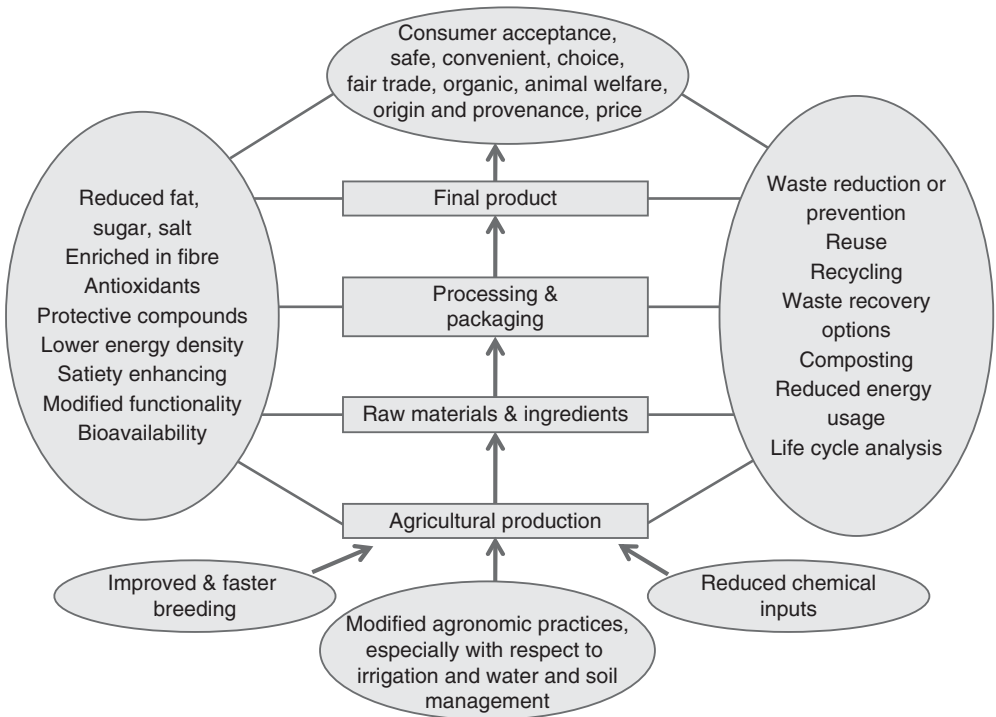 Consumer acceptance,
safe, convenient, choice,
fair trade, organic, animal welfare,
origin and provenance, price
Reduced fat,
sugar, salt
Enriched in fibre
Antioxidants
Protective compounds
Lower energy density
Satiety enhancing
Modified functionality
Bioavailability
Final product
Processing &
packaging
Raw materials & ingredients
Agricultural production
Waste reduction or
prevention
Reuse
Recycling
Waste recovery
options
Composting
Reduced energy
usage
Life cycle analysis
Improved & faster
breeding
Modified agronomic practices,
especially with respect to
irrigation and water and soil
management
Reduced chemical
inputs